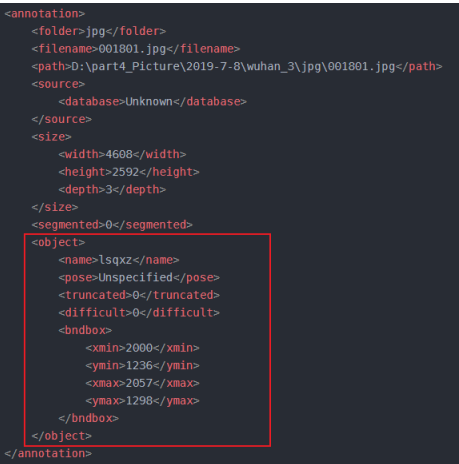 <annotation>
<folder>jpg</folder>
<filename>001801.jpg</filename>
<path>D:\part4_Picture\2019-7-8\wuhan_3\jpg\001801.jpg</path>
<source>
<database>Unknown</database>
</source>
<size>
<width>4608</width>
<height>2592</height>
<depth>3</depth>
</size>
<segmented>0</segmented>
<object>
<name>lsqxz</name>
<pose>Unspecified</pose>
<truncated>0</truncated>
<difficult>0</difficult>
<bndbox>
<xmin>2000</xmin>
<ymin>1236</ymin>
<xmax>2057</xmax>
<ymax>1298</ymax>
</bndbox>
</object>
</annotation>